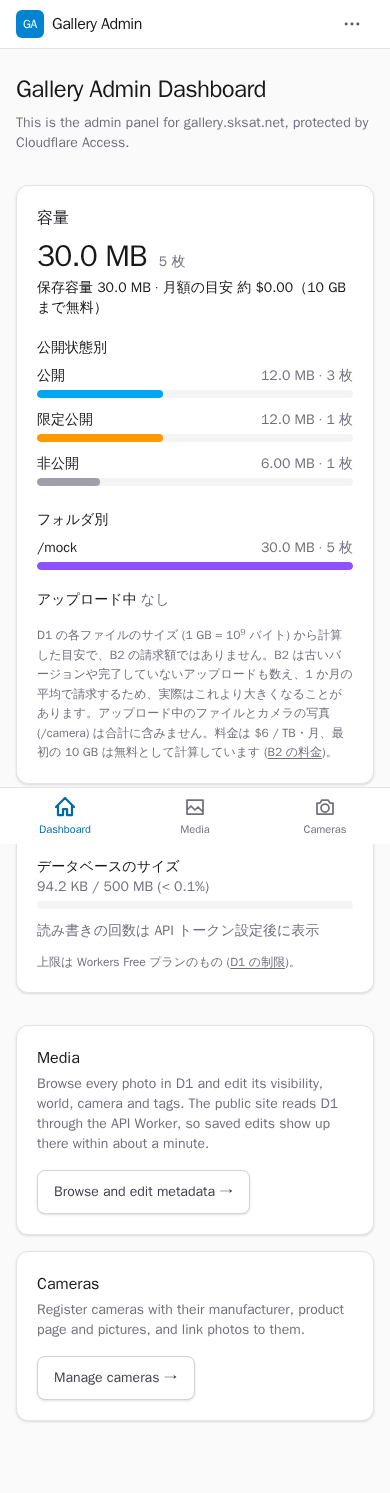 GA Gallery Admin
Gallery Admin Dashboard
This is the admin panel for gallery.sksat.net, protected by
Cloudflare Access.
容量
30.0 MB 5 枚
保存容量 30.0 MB · 月額の目安 約 $0.00（10 GB
まで無料）
公開状態別
公開 12.0 MB · 3 枚
限定公開 12.0 MB · 1 枚
非公開 6.00 MB · 1 枚
フォルダ別
/mock 30.0 MB · 5 枚
アップロード中 なし
D1 の各ファイルのサイズ (1 GB = 10⁹ バイト) から計算
した目安で、B2 の請求額ではありません。B2 は古いバ
ージョンや完了していないアップロードも数え、1 か月の
平均で請求するため、実際はこれより大きくなることが
あります。アップロード中のファイルとカメラの写真
(/camera) は合計に含みません。料金は $6 / TB・月、最
初の 10 GB は無料として計算しています (B2 の料金)。
Dashboard Media Cameras
データベースのサイズ
94.2 KB / 500 MB (< 0.1%)
読み書きの回数は API トークン設定後に表示
上限は Workers Free プランのもの (D1 の制限)。
Media
Browse every photo in D1 and edit its visibility,
world, camera and tags. The public site reads D1
through the API Worker, so saved edits show up
there within about a minute.
Browse and edit metadata →
Cameras
Register cameras with their manufacturer, product
page and pictures, and link photos to them.
Manage cameras →